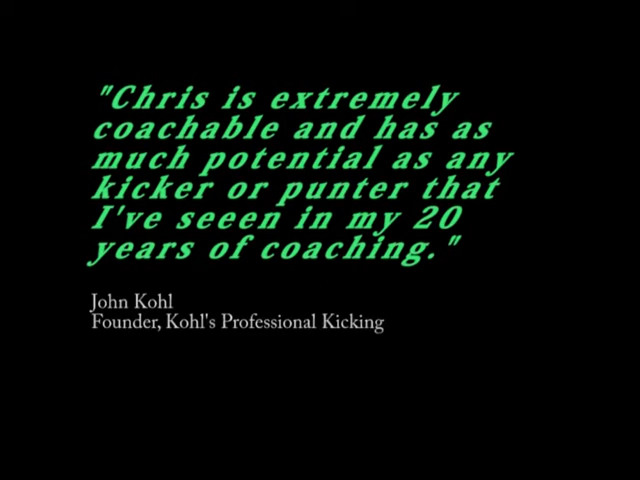 "Chris is extremely
coachable and has as
much potential as any
kicker or punter that
I've seeen in my 20
years of coaching."
John Kohl
Founder, Kohl's Professional Kicking